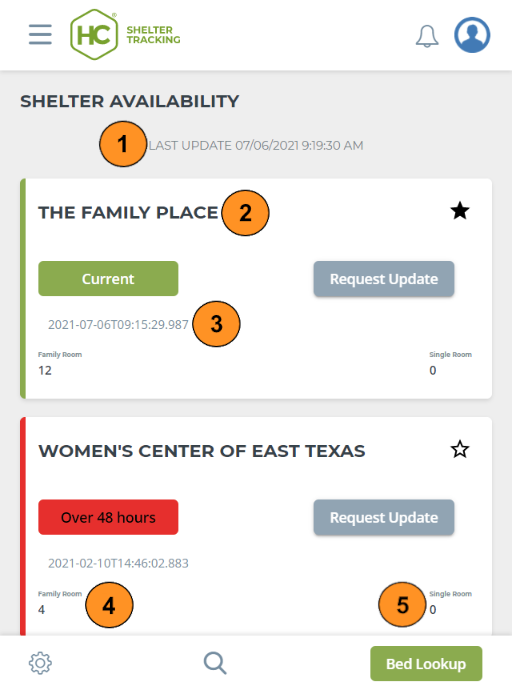 HC®
SHELTER
TRACKING
SHELTER AVAILABILITY
1 LAST UPDATE 07/06/2021 9:19:30 AM
THE FAMILY PLACE 2
Current Request Update
2021-07-06T09:15:29.987 3
Family Room Single Room
12 0
WOMEN'S CENTER OF EAST TEXAS
Over 48 hours Request Update
2021-02-10T14:46:02.883
Family Room 4 5 Single Room
4 0
Bed Lookup